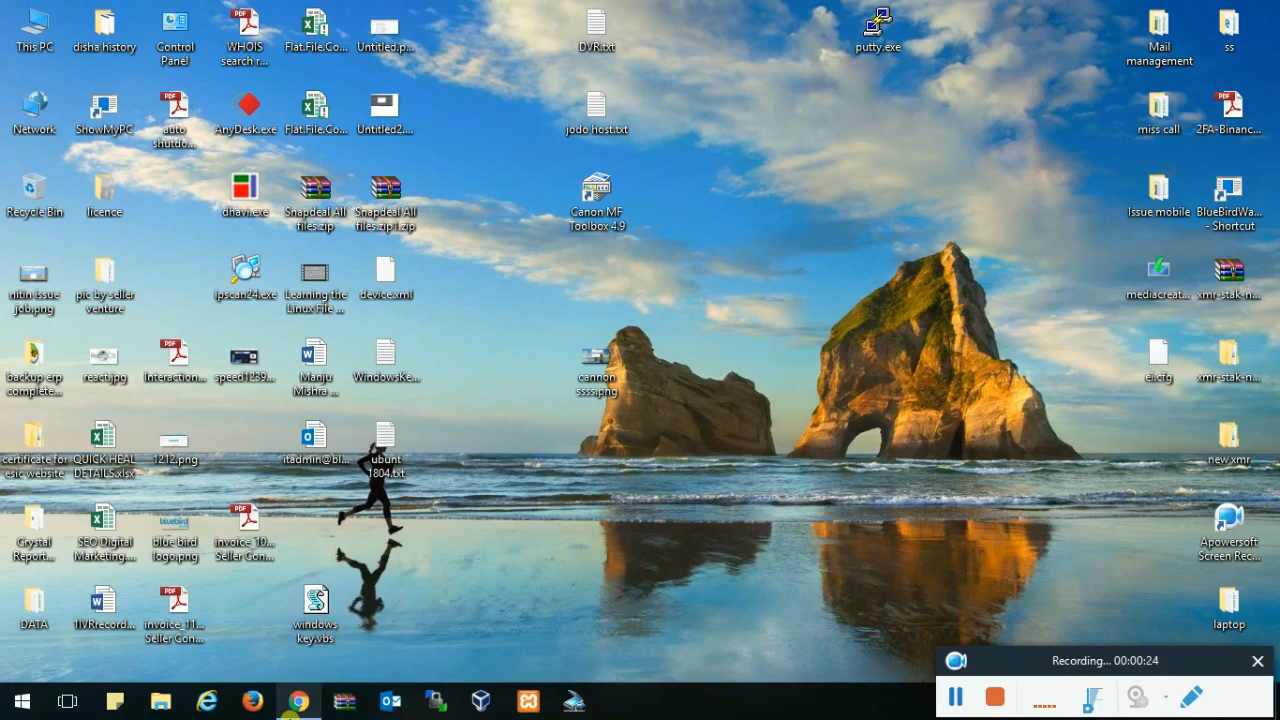 This PC
disha history
Control
Panel
WHOIS
search r...
Flat.File.Co...
Untitled.p...
DVR.txt
putty.exe
Mail
management
ss
Network
ShowMyPC
auto
shutdo...
AnyDesk.exe
Flat.File.Co...
Untitled2....
jodo host.txt
miss call
2FA-Binanc...
Recycle Bin
licence
dhavi.exe
Snapdeal All
files.zip
Snapdeal All
files.zip1.zip
Canon MF
Toolbox 4.9
Issue mobile
BlueBirdWa...
- Shortcut
nitin issue
job.png
pic by seller
venture
ipscan24.exe
Learning the
Linux File ...
device.xml
mediacreat...
xmr-stak-n...
backup erp
complete...
react.jpg
Interaction...
speed1239...
Manju
Mishra ...
WindowsKe...
cannon
ssss.png
ei.cfg
xmr-stak-n...
certificate for
esic website
QUICK HEAL
DETAILS.xlsx
1212.png
itadmin@bl...
ubunt
1804.txt
new xmr
Crystal
Report...
SEO Digital
Marketing....
bluebird
blue bird
logo.png
invoice_10...
Seller Con...
Apowersoft
Screen Rec...
DATA
1IVRrecord...
invoice_11...
Seller Con...
windows
key.vbs
laptop
Recording... 00:00:24